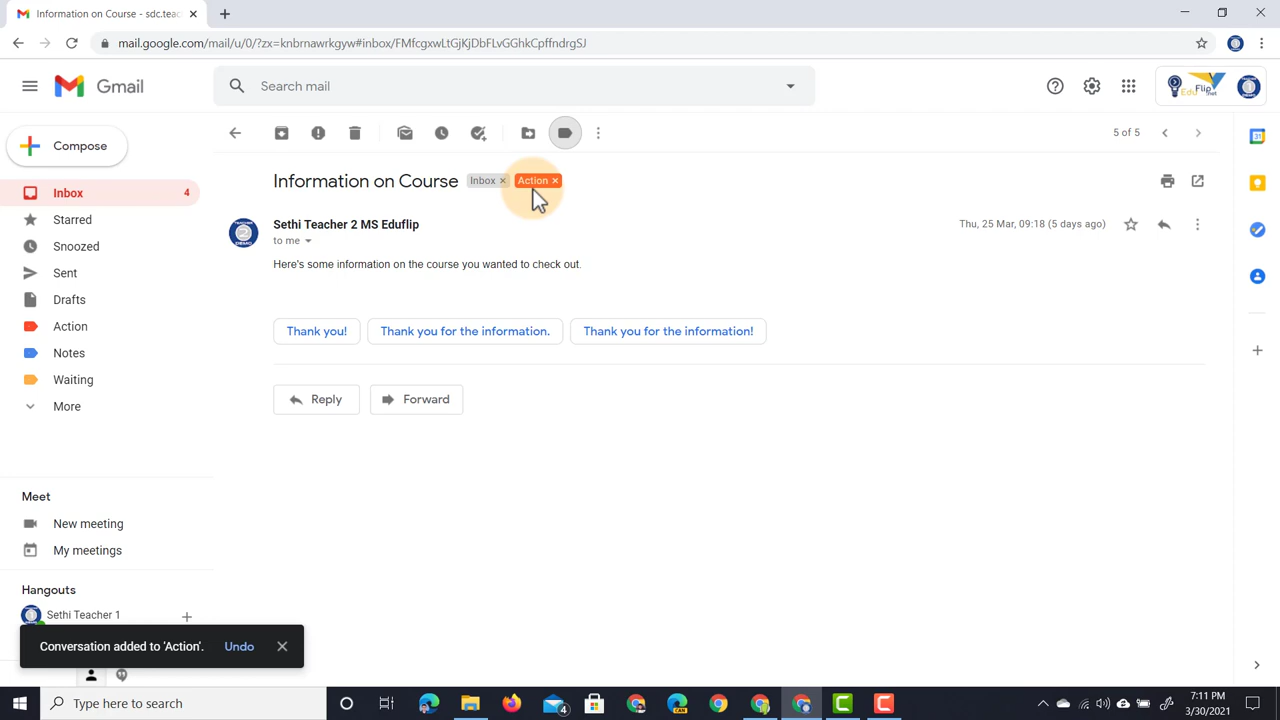 Information on Course - sdc.teac
mail.google.com/mail/u/0/?zx=knbrnawrkgyw#inbox/FMfcgxwLtGjKjDbFLvGGhkCpffndrgSJ
Gmail
Search mail
Edu Flip.net
Compose
5 of 5
Inbox 4
Information on Course Inbox × Action ×
Starred
Sethi Teacher 2 MS Eduflip
Thu, 25 Mar, 09:18 (5 days ago)
to me
Snoozed
Here's some information on the course you wanted to check out.
Sent
Drafts
Action
Thank you! Thank you for the information. Thank you for the information!
Notes
Waiting
Reply Forward
More
Meet
New meeting
My meetings
Hangouts
Sethi Teacher 1
Conversation added to 'Action'. Undo
Type here to search
4
CAN
7:11 PM
3/30/2021